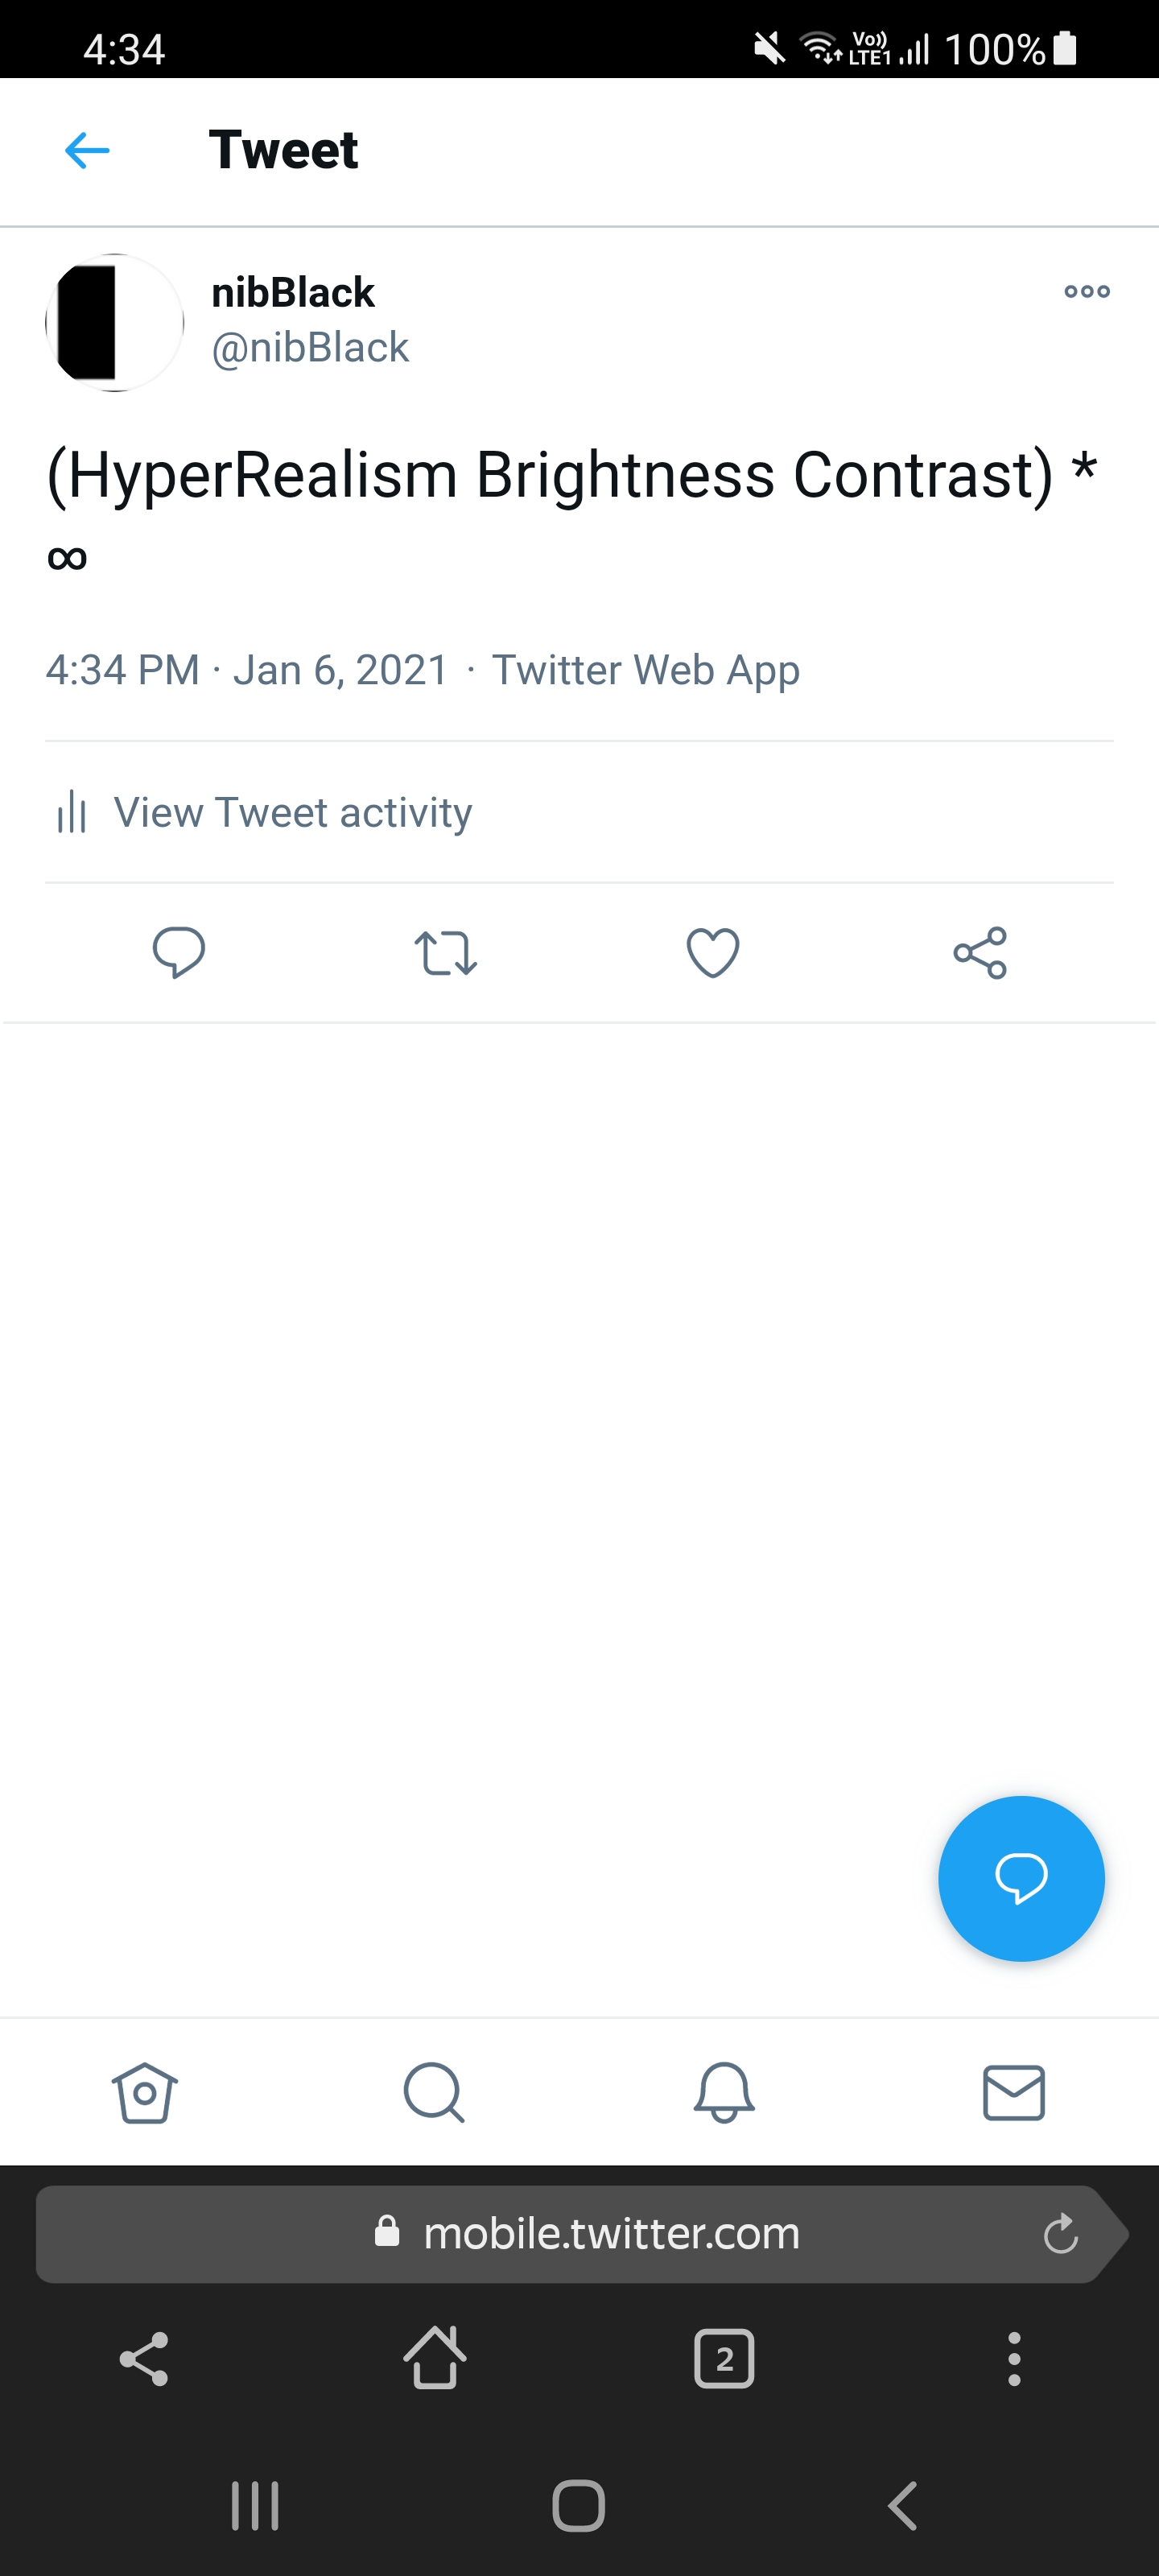 4:34 Vo)) LTE1 100%
Tweet
nibBlack
@nibBlack
(HyperRealism Brightness Contrast) *
∞
4:34 PM · Jan 6, 2021 · Twitter Web App
View Tweet activity
mobile.twitter.com
2